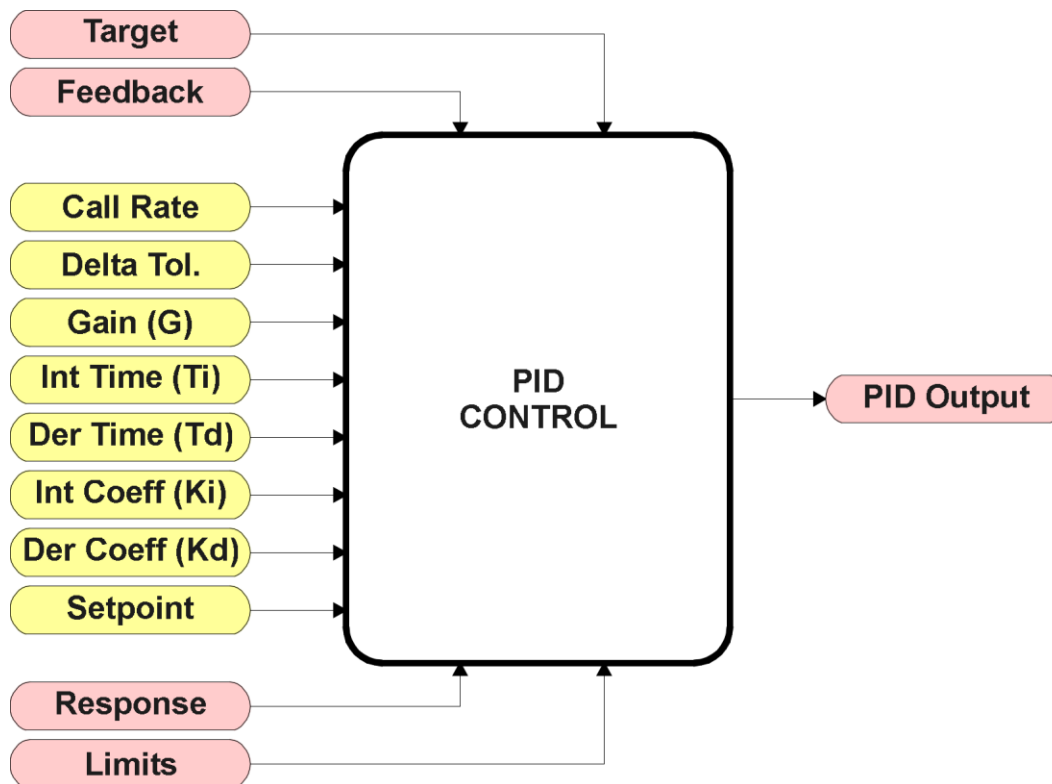 Target
Feedback
Call Rate
Delta Tol.
Gain (G)
Int Time (Ti)
Der Time (Td)
Int Coeff (Ki)
Der Coeff (Kd)
Setpoint
PID
CONTROL
PID Output
Response
Limits